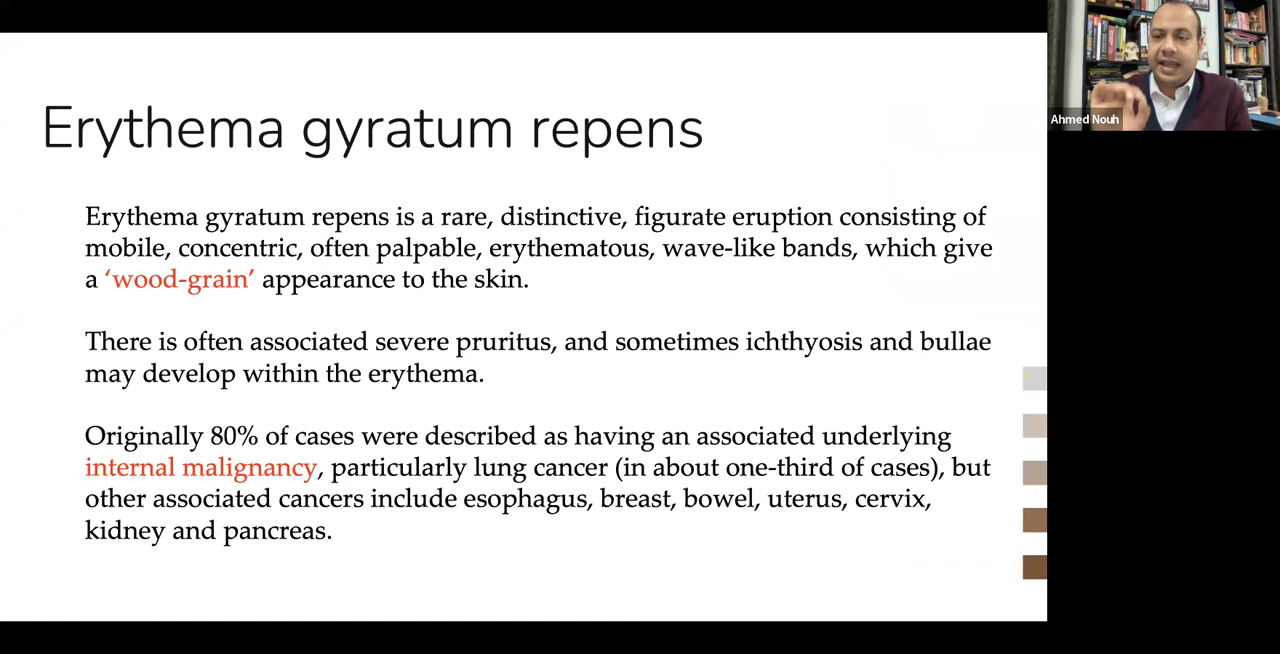 Erythema gyratum repens
Erythema gyratum repens is a rare, distinctive, figurate eruption consisting of
mobile, concentric, often palpable, erythematous, wave-like bands, which give
a ‘wood-grain’ appearance to the skin.
There is often associated severe pruritus, and sometimes ichthyosis and bullae
may develop within the erythema.
Originally 80% of cases were described as having an associated underlying
internal malignancy, particularly lung cancer (in about one-third of cases), but
other associated cancers include esophagus, breast, bowel, uterus, cervix,
kidney and pancreas.
Ahmed Nouh